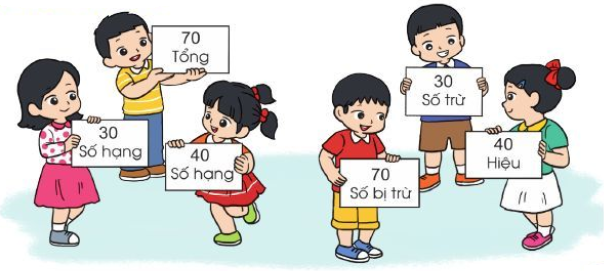 70
Tổng
30
Số hạng
40
Số hạng
30
Số trừ
70
Số bị trừ
40
Hiệu